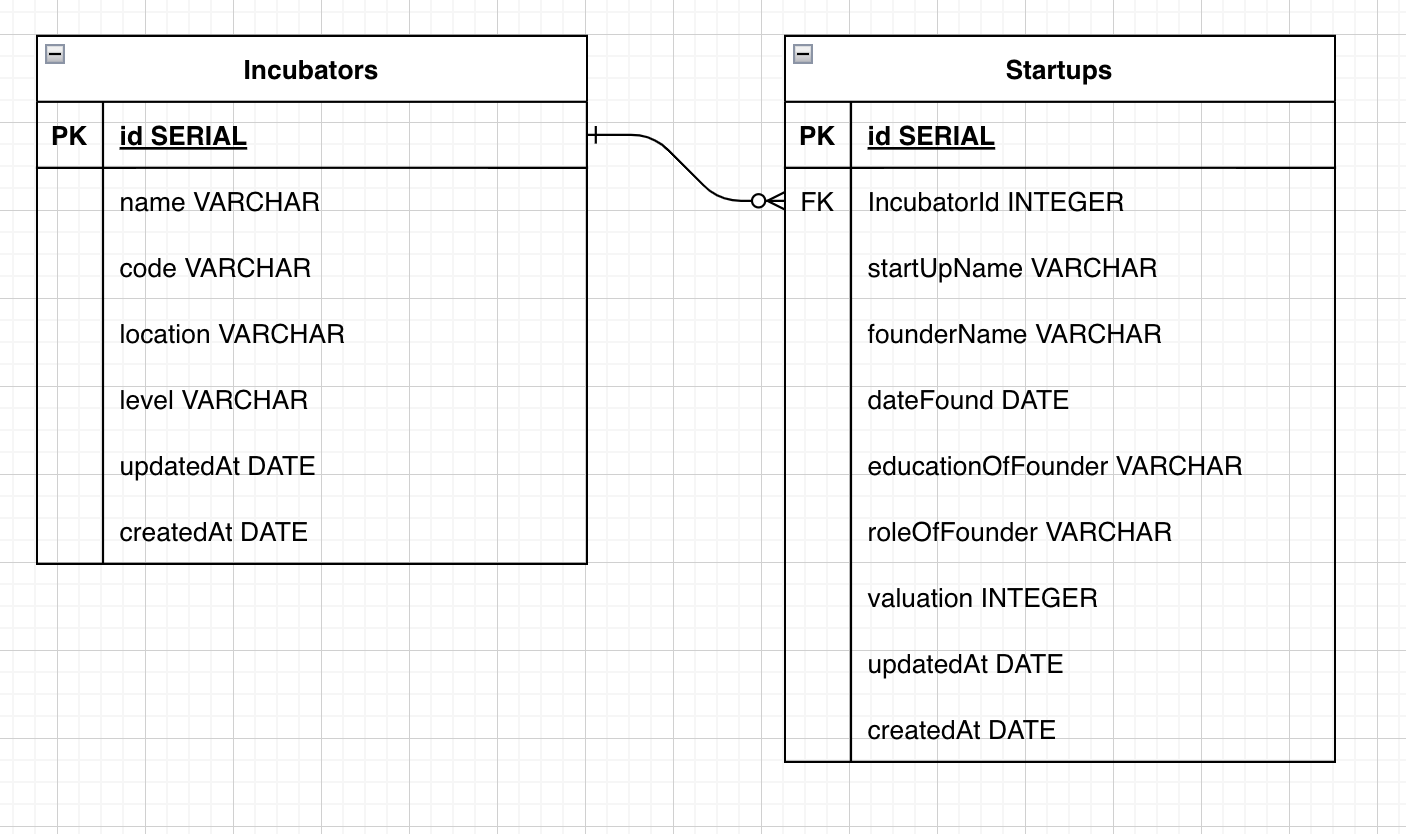 Incubators
PK id SERIAL
name VARCHAR
code VARCHAR
location VARCHAR
level VARCHAR
updatedAt DATE
createdAt DATE
Startups
PK id SERIAL
FK IncubatorId INTEGER
startUpName VARCHAR
founderName VARCHAR
dateFound DATE
educationOfFounder VARCHAR
roleOfFounder VARCHAR
valuation INTEGER
updatedAt DATE
createdAt DATE